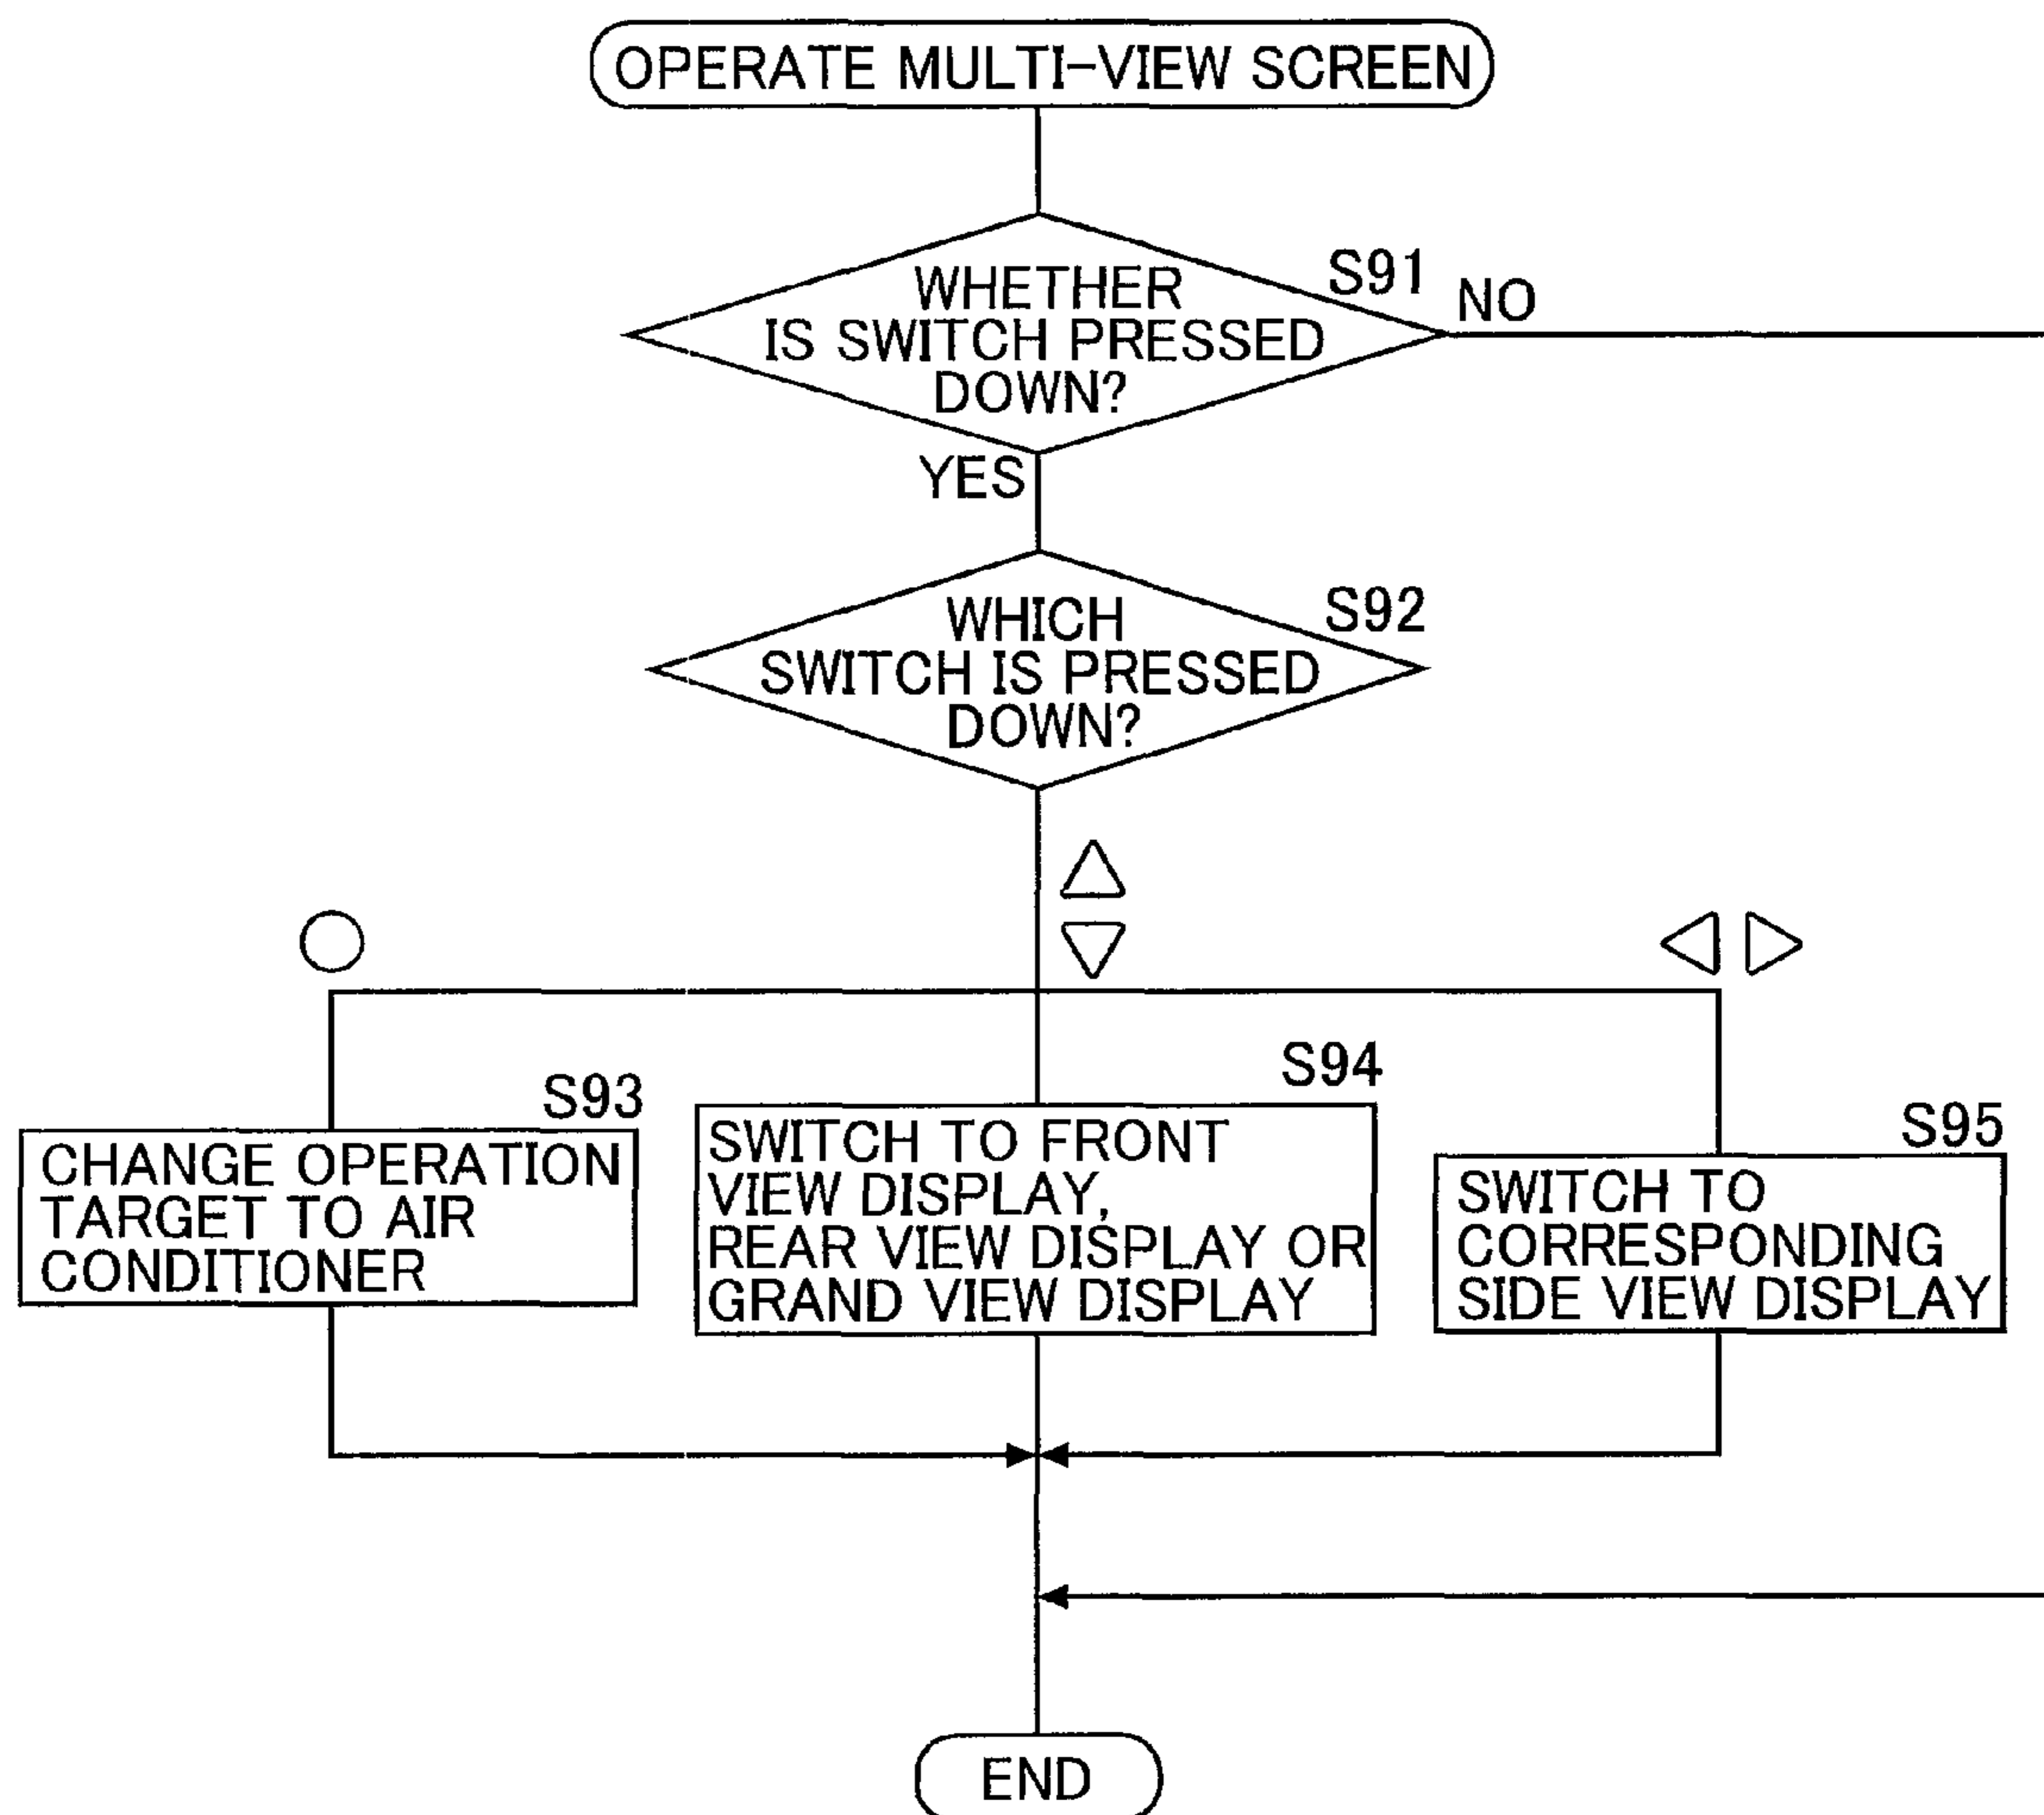 OPERATE MULTI-VIEW SCREEN
S91
NO
WHETHER
IS SWITCH PRESSED
DOWN?
YES
S92
WHICH
SWITCH IS PRESSED
DOWN?
S93
CHANGE OPERATION
TARGET TO AIR
CONDITIONER
S94
SWITCH TO FRONT
VIEW DISPLAY,
REAR VIEW DISPLAY OR
GRAND VIEW DISPLAY
S95
SWITCH TO
CORRESPONDING
SIDE VIEW DISPLAY
END